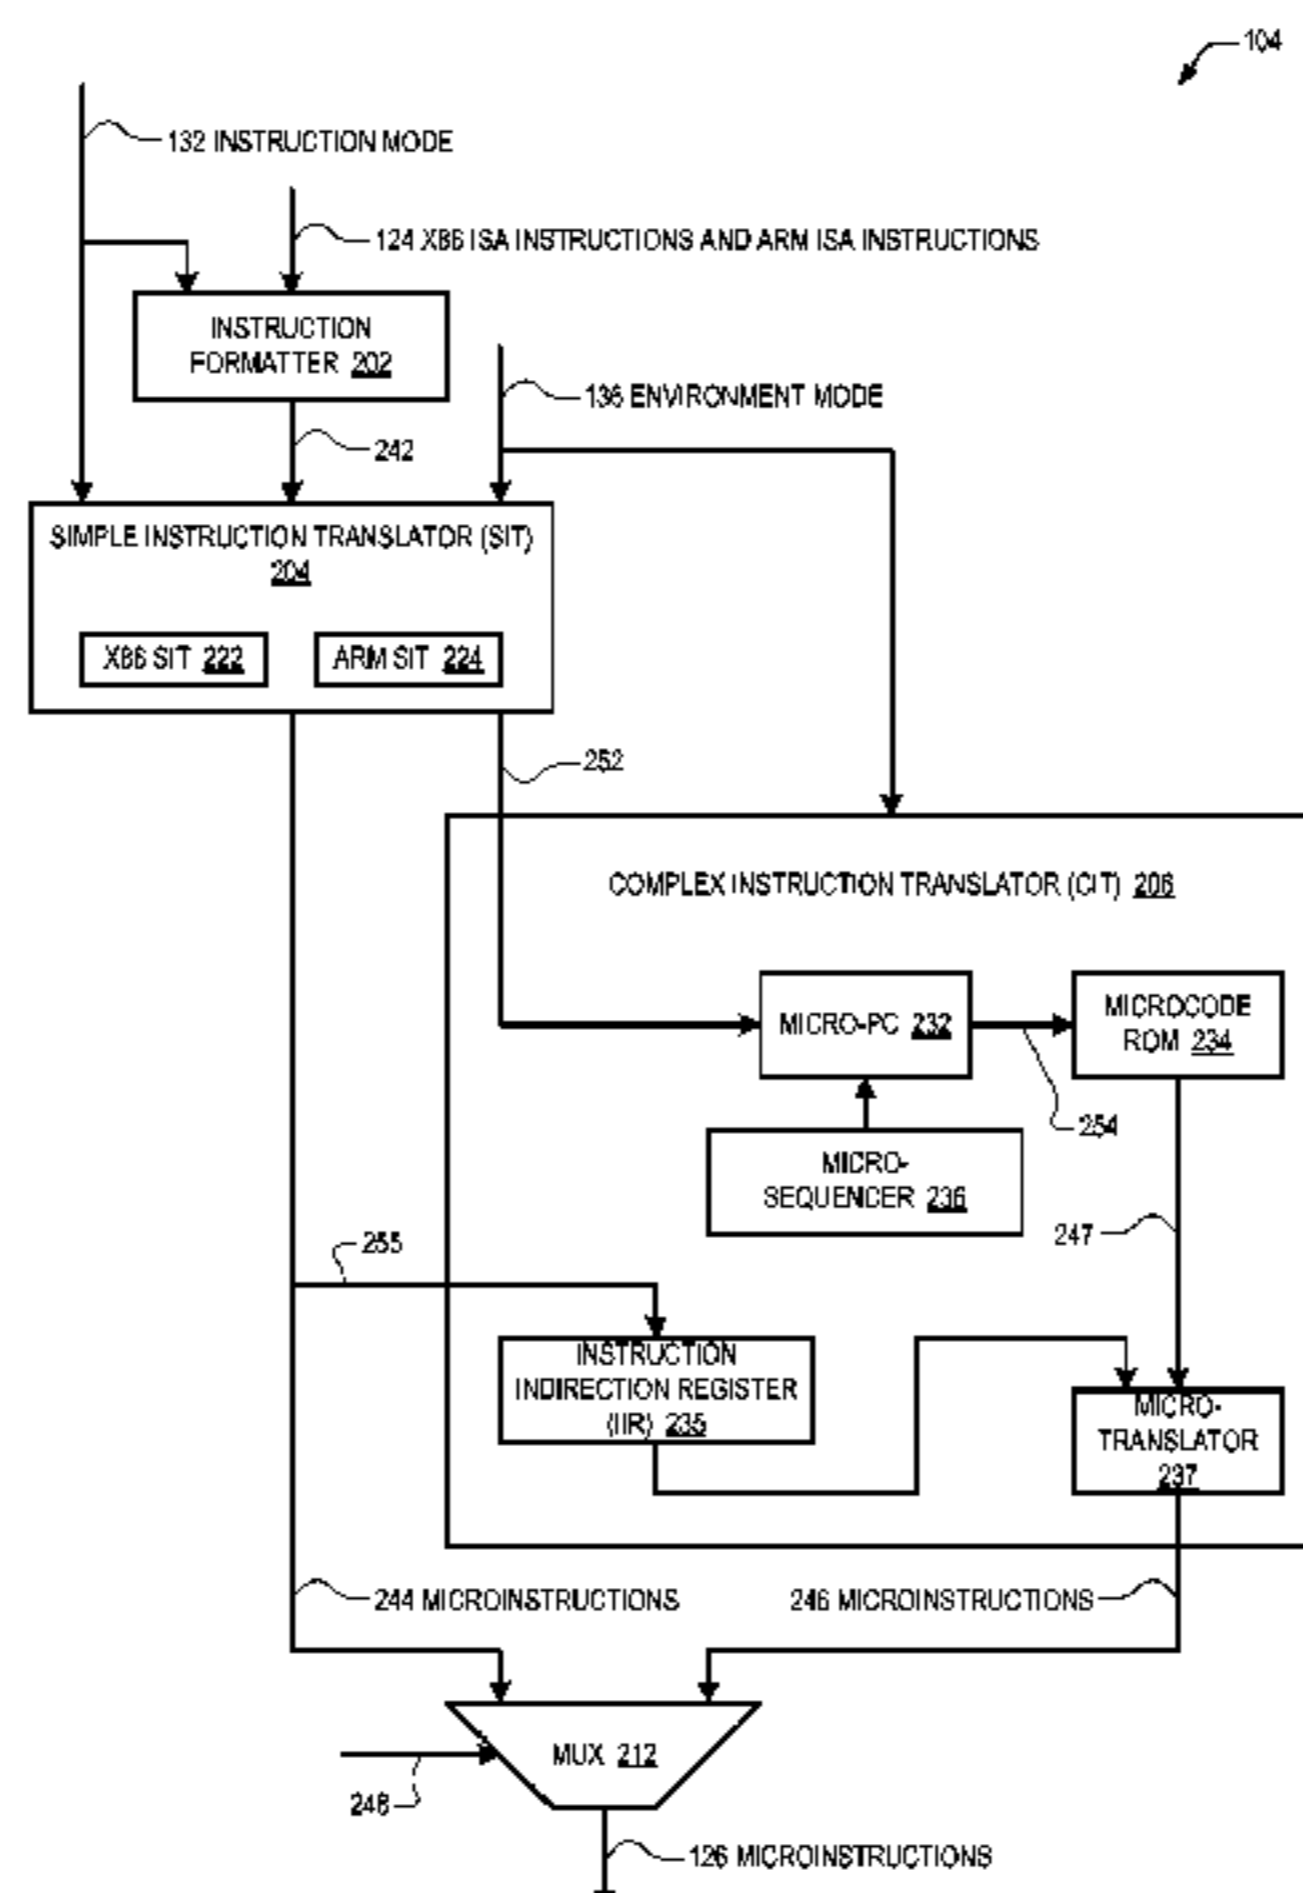 104
132 INSTRUCTION MODE
124 X86 ISA INSTRUCTIONS AND ARM ISA INSTRUCTIONS
INSTRUCTION
FORMATTER 202
136 ENVIRONMENT MODE
242
SIMPLE INSTRUCTION TRANSLATOR (SIT)
204
X86 SIT 222
ARM SIT 224
252
COMPLEX INSTRUCTION TRANSLATOR (CIT) 206
MICRO-PC 232
MICROCODE
ROM 234
254
MICRO-
SEQUENCER 236
247
255
INSTRUCTION
INDIRECTION REGISTER
(IIR) 235
MICRO-
TRANSLATOR
237
244 MICROINSTRUCTIONS
246 MICROINSTRUCTIONS
MUX 212
248
126 MICROINSTRUCTIONS